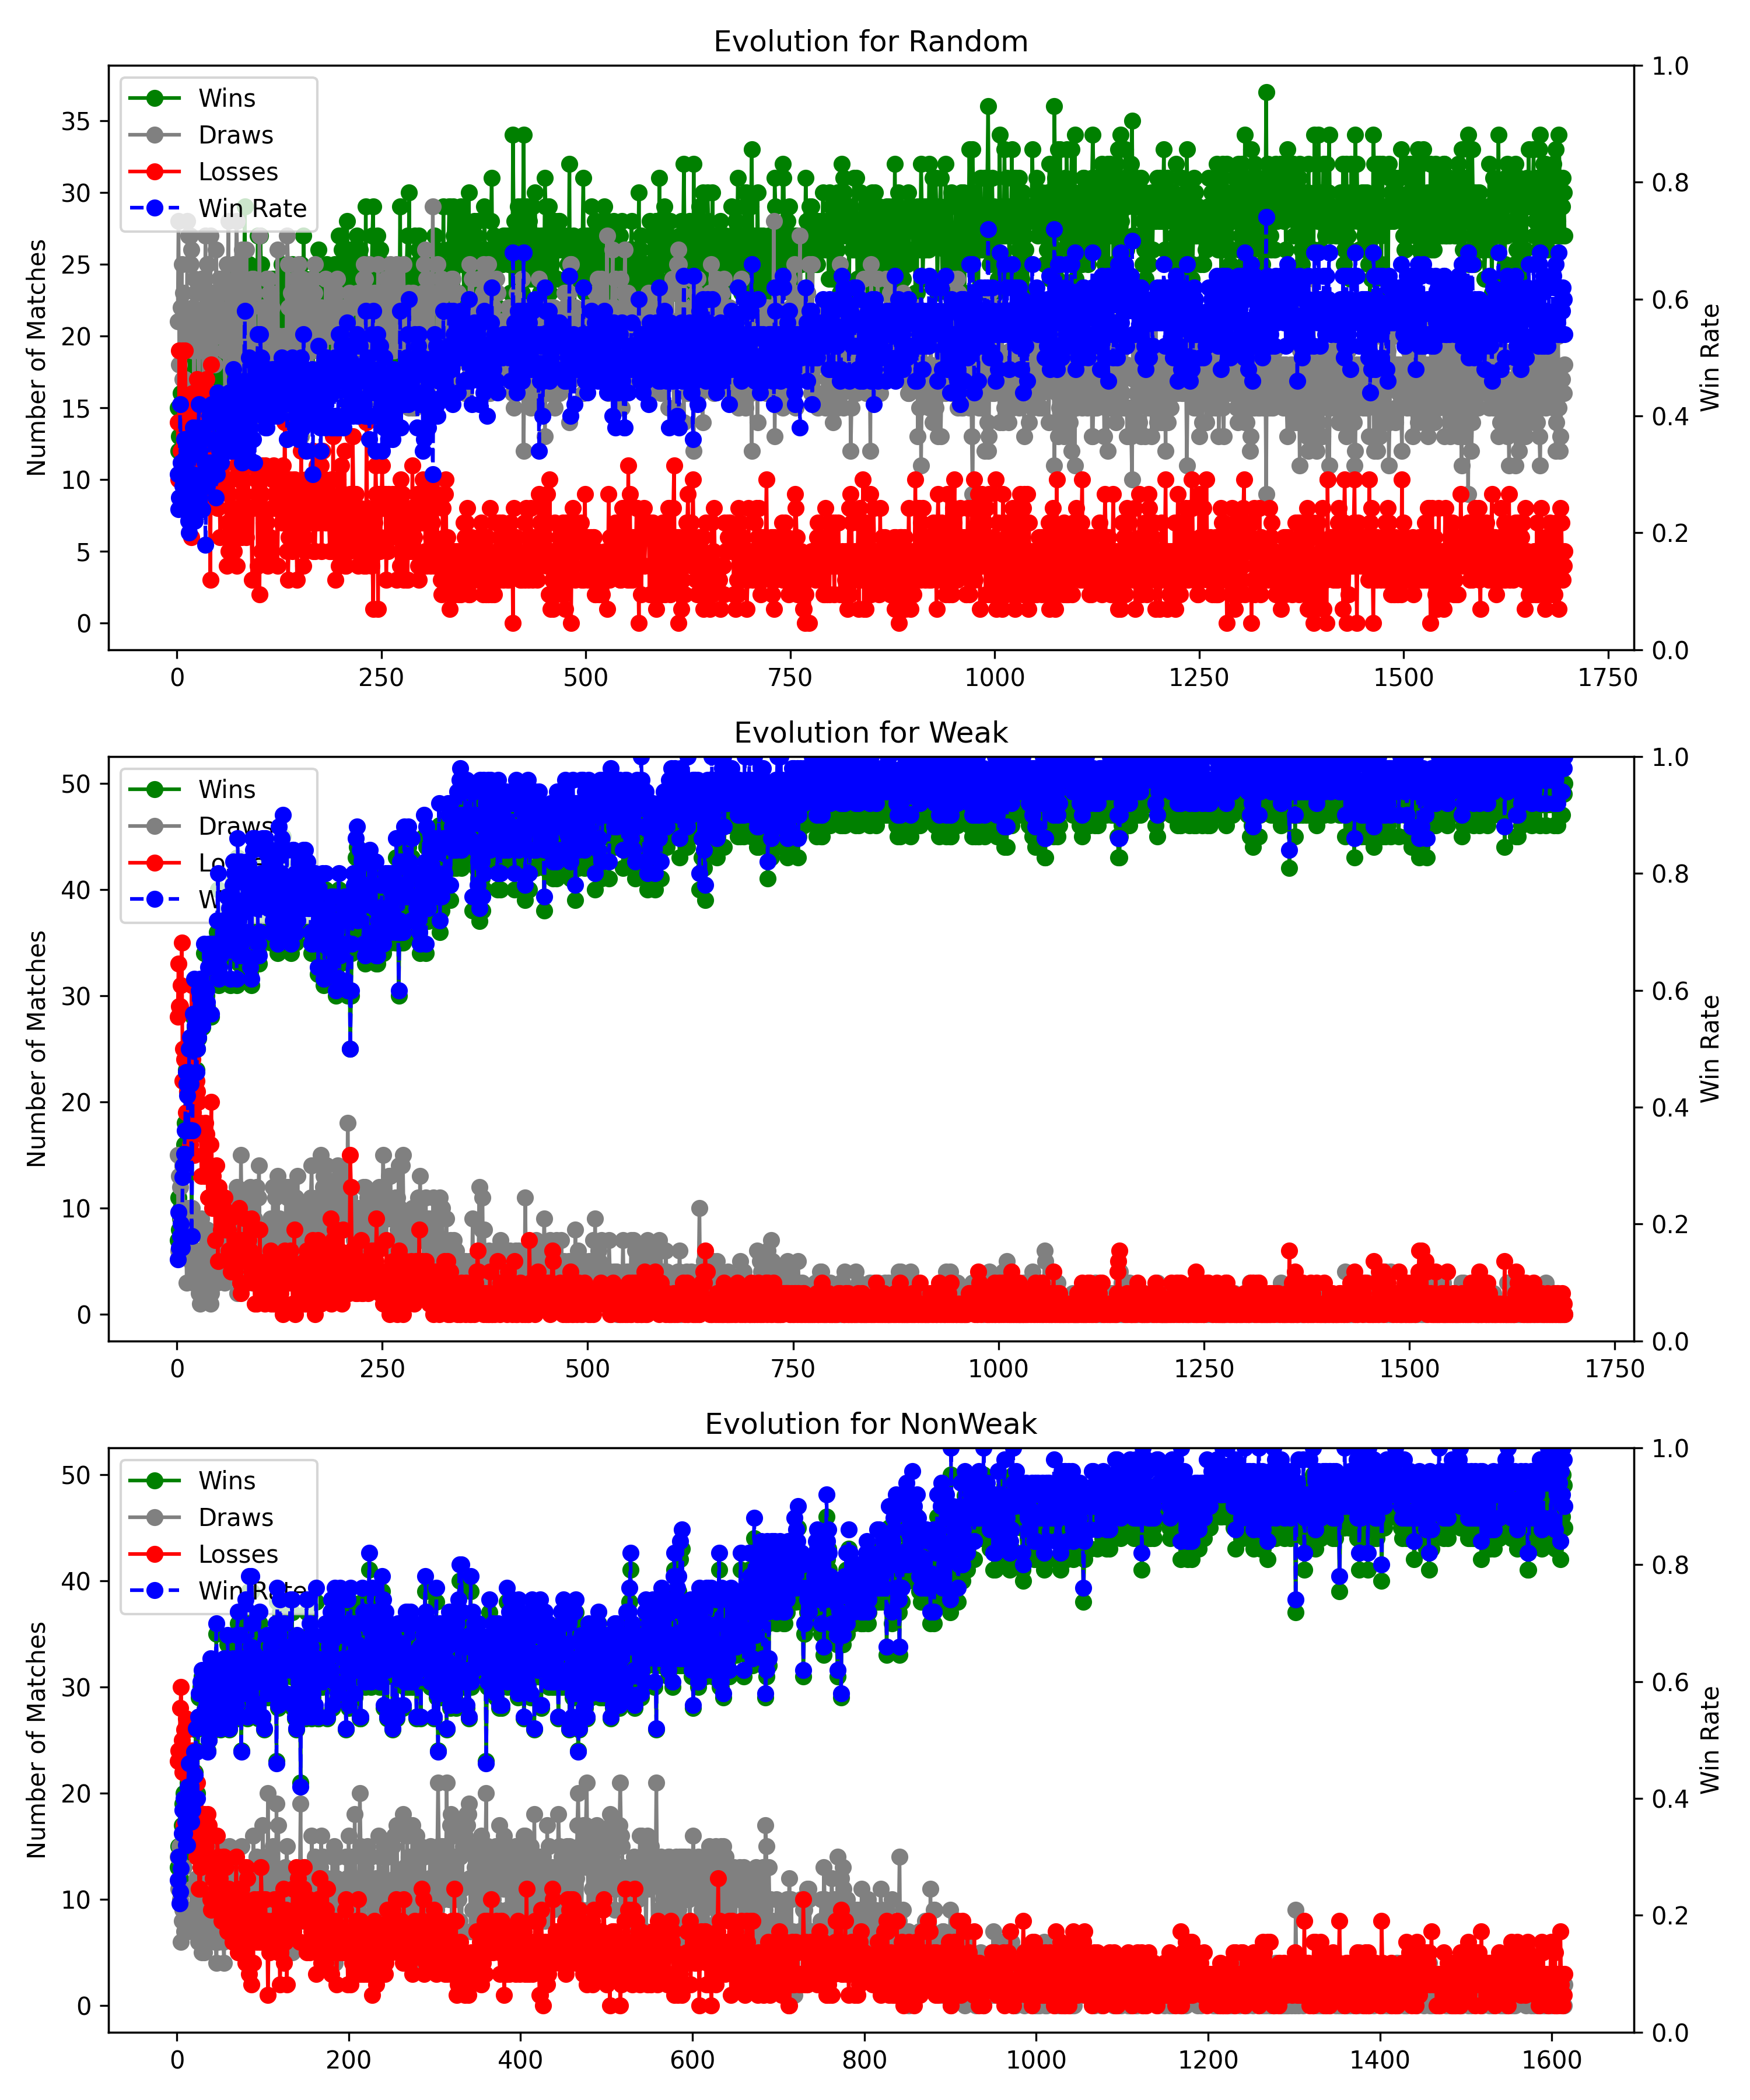 Evolution for Random
Wins
Draws
Losses
Win Rate
Number of Matches
Win Rate
35
30
25
20
15
10
5
0
1.0
0.8
0.6
0.4
0.2
0.0
0 250 500 750 1000 1250 1500 1750
Evolution for Weak
Wins
Draws
Number of Matches
Win Rate
50
40
30
20
10
0
1.0
0.8
0.6
0.4
0.2
0.0
0 250 500 750 1000 1250 1500 1750
Evolution for NonWeak
Wins
Draws
Losses
Win Rate
Number of Matches
Win Rate
50
40
30
20
10
0
1.0
0.8
0.6
0.4
0.2
0.0
0 200 400 600 800 1000 1200 1400 1600